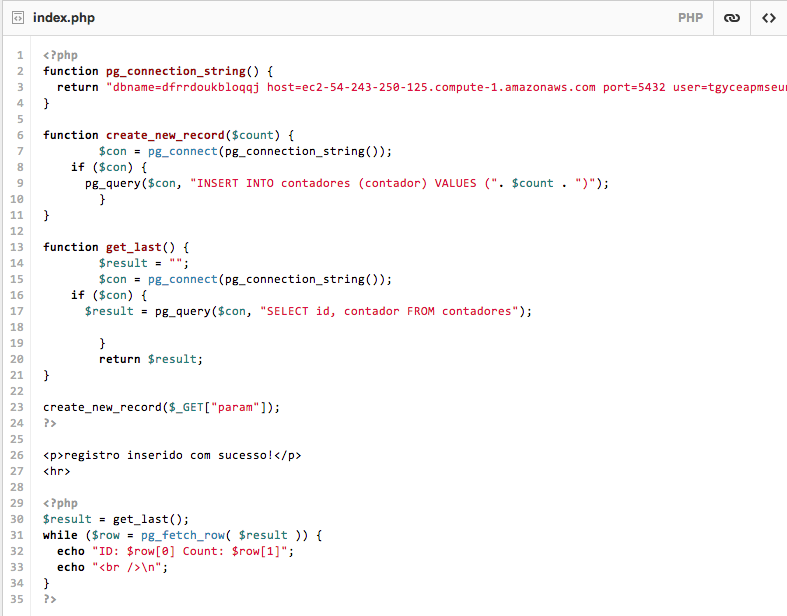 index.php PHP
1 <?php
2 function pg_connection_string() {
3   return "dbname=dfrrdoukbloqqj host=ec2-54-243-250-125.compute-1.amazonaws.com port=5432 user=tgyceapmseu
4 }
5
6 function create_new_record($count) {
7         $con = pg_connect(pg_connection_string());
8     if ($con) {
9       pg_query($con, "INSERT INTO contadores (contador) VALUES (". $count . ")");
10         }
11 }
12
13 function get_last() {
14         $result = "";
15         $con = pg_connect(pg_connection_string());
16     if ($con) {
17       $result = pg_query($con, "SELECT id, contador FROM contadores");
18
19         }
20         return $result;
21 }
22
23 create_new_record($_GET["param"]);
24 ?>
25
26 <p>registro inserido com sucesso!</p>
27 <hr>
28
29 <?php
30 $result = get_last();
31 while ($row = pg_fetch_row( $result )) {
32   echo "ID: $row[0] Count: $row[1]";
33   echo "<br />\n";
34 }
35 ?>